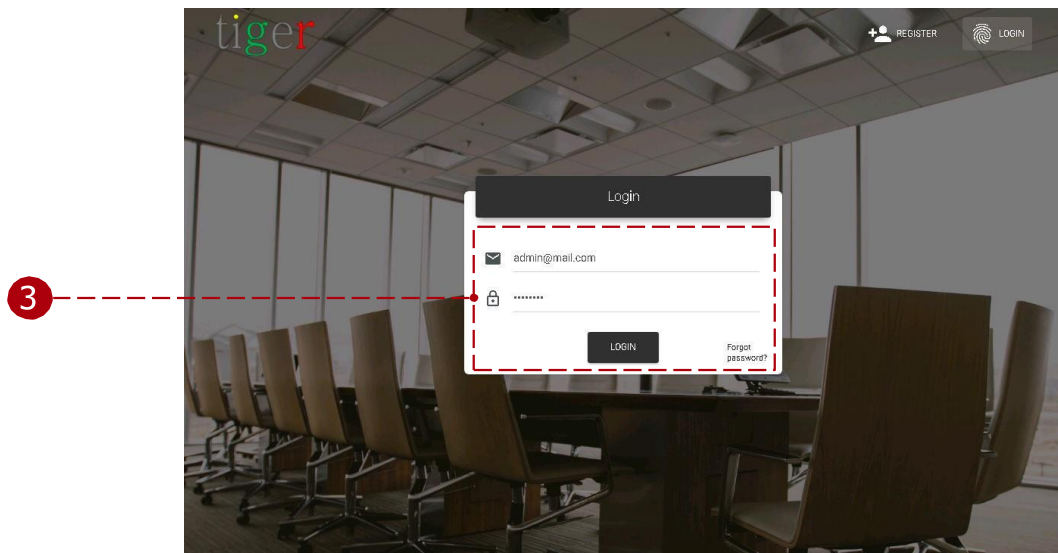 tiger
REGISTER
LOGIN
Login
admin@mail.com
••••••••
LOGIN
Forgot
password?
3